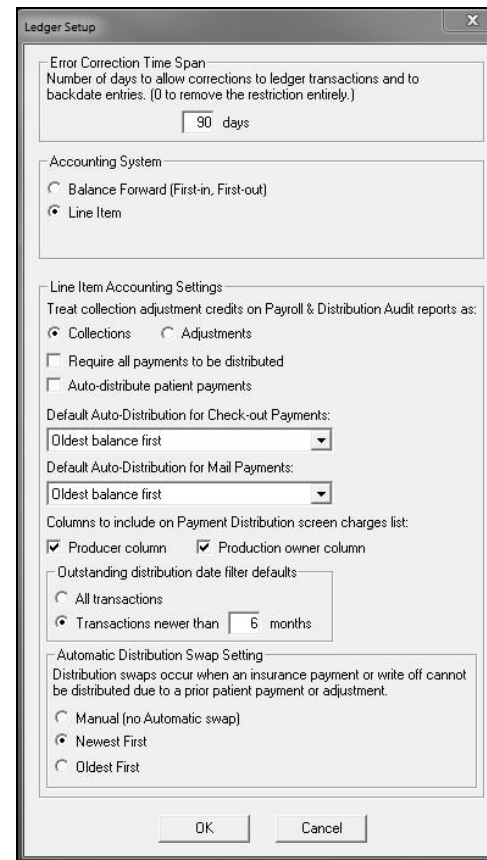 Ledger Setup
X
Error Correction Time Span
Number of days to allow corrections to ledger transactions and to
backdate entries. (0 to remove the restriction entirely.)
90 days
Accounting System
Balance Forward (First-in, First-out)
Line Item
Line Item Accounting Settings
Treat collection adjustment credits on Payroll & Distribution Audit reports as:
Collections Adjustments
Require all payments to be distributed
Auto-distribute patient payments
Default Auto-Distribution for Check-out Payments:
Oldest balance first
Default Auto-Distribution for Mail Payments:
Oldest balance first
Columns to include on Payment Distribution screen charges list:
Producer column Production owner column
Outstanding distribution date filter defaults
All transactions
Transactions newer than 6 months
Automatic Distribution Swap Setting
Distribution swaps occur when an insurance payment or write off cannot
be distributed due to a prior patient payment or adjustment.
Manual (no Automatic swap)
Newest First
Oldest First
OK Cancel